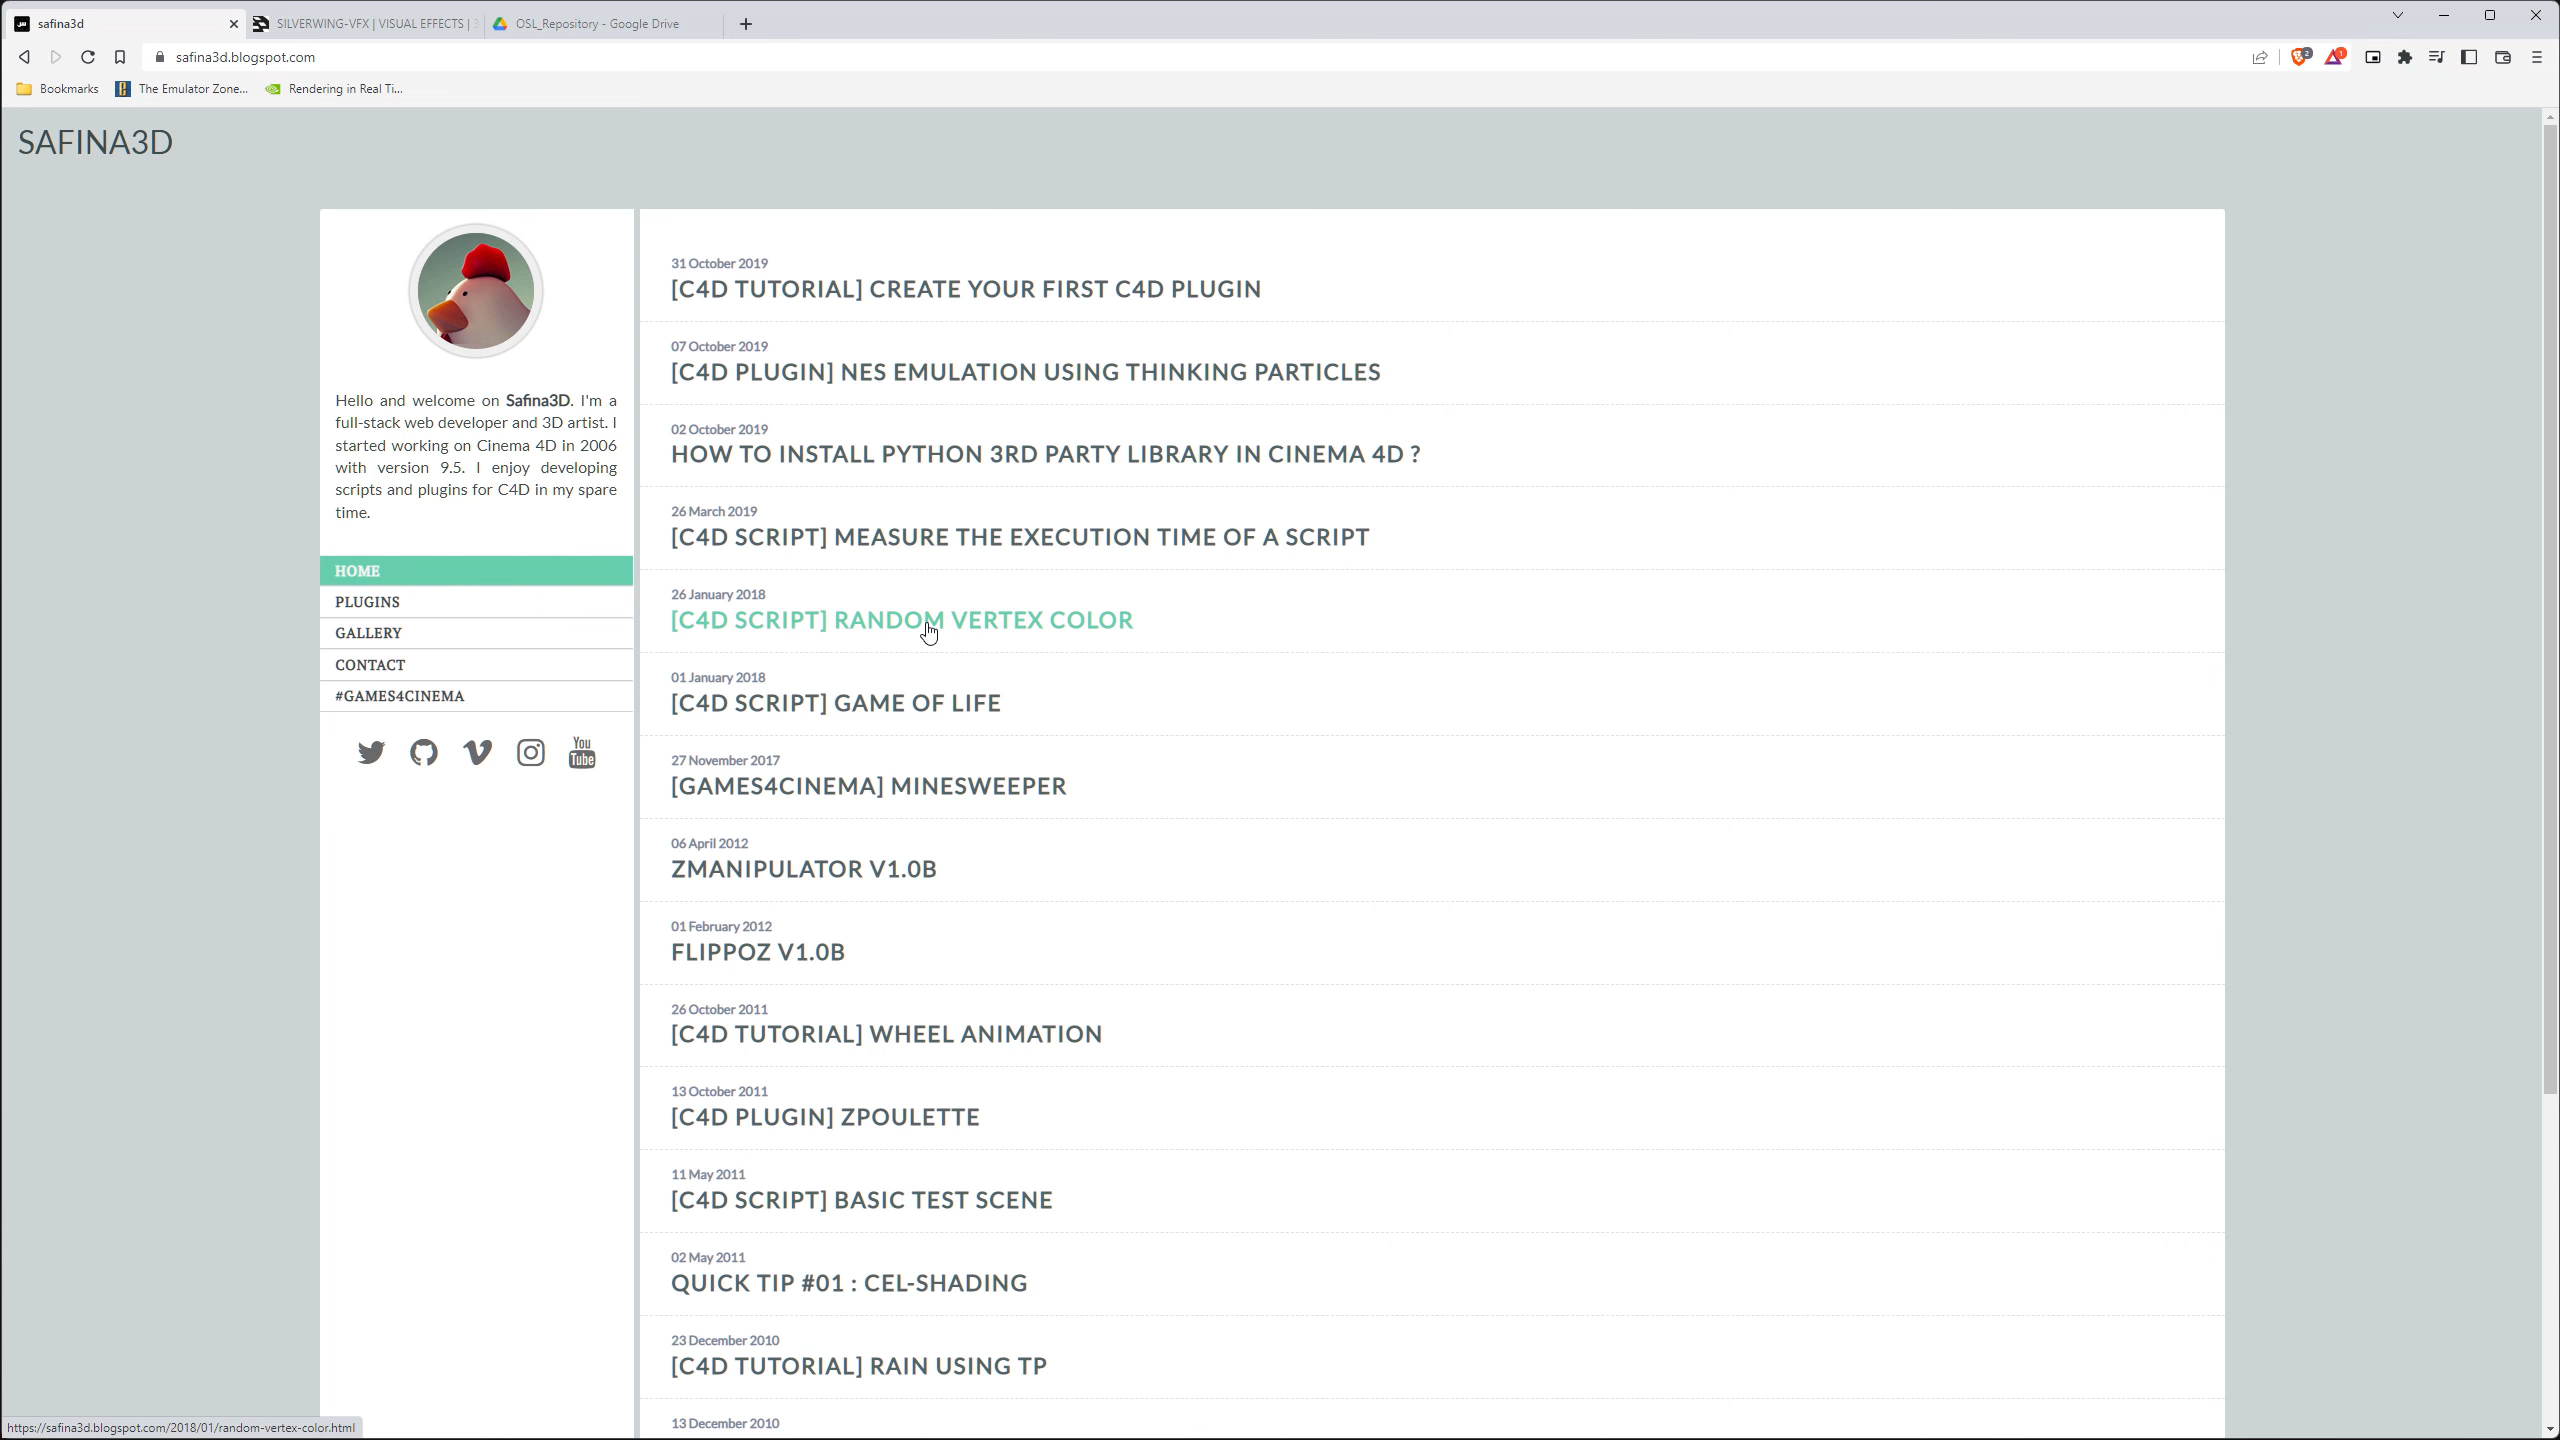 safina3d
SILVERWING-VFX | VISUAL EFFECTS |
OSL_Repository - Google Drive
safina3d.blogspot.com
2
1
Bookmarks
The Emulator Zone...
Rendering in Real Ti...
SAFINA3D
Hello and welcome on Safina3D. I'm a
full-stack web developer and 3D artist. I
started working on Cinema 4D in 2006
with version 9.5. I enjoy developing
scripts and plugins for C4D in my spare
time.
HOME
PLUGINS
GALLERY
CONTACT
#GAMES4CINEMA
You
Tube
31 October 2019
[C4D TUTORIAL] CREATE YOUR FIRST C4D PLUGIN
07 October 2019
[C4D PLUGIN] NES EMULATION USING THINKING PARTICLES
02 October 2019
HOW TO INSTALL PYTHON 3RD PARTY LIBRARY IN CINEMA 4D ?
26 March 2019
[C4D SCRIPT] MEASURE THE EXECUTION TIME OF A SCRIPT
26 January 2018
[C4D SCRIPT] RANDOM VERTEX COLOR
01 January 2018
[C4D SCRIPT] GAME OF LIFE
27 November 2017
[GAMES4CINEMA] MINESWEEPER
06 April 2012
ZMANIPULATOR V1.0B
01 February 2012
FLIPPOZ V1.0B
26 October 2011
[C4D TUTORIAL] WHEEL ANIMATION
13 October 2011
[C4D PLUGIN] ZPOULETTE
11 May 2011
[C4D SCRIPT] BASIC TEST SCENE
02 May 2011
QUICK TIP #01 : CEL-SHADING
23 December 2010
[C4D TUTORIAL] RAIN USING TP
13 December 2010
https://safina3d.blogspot.com/2018/01/random-vertex-color.html